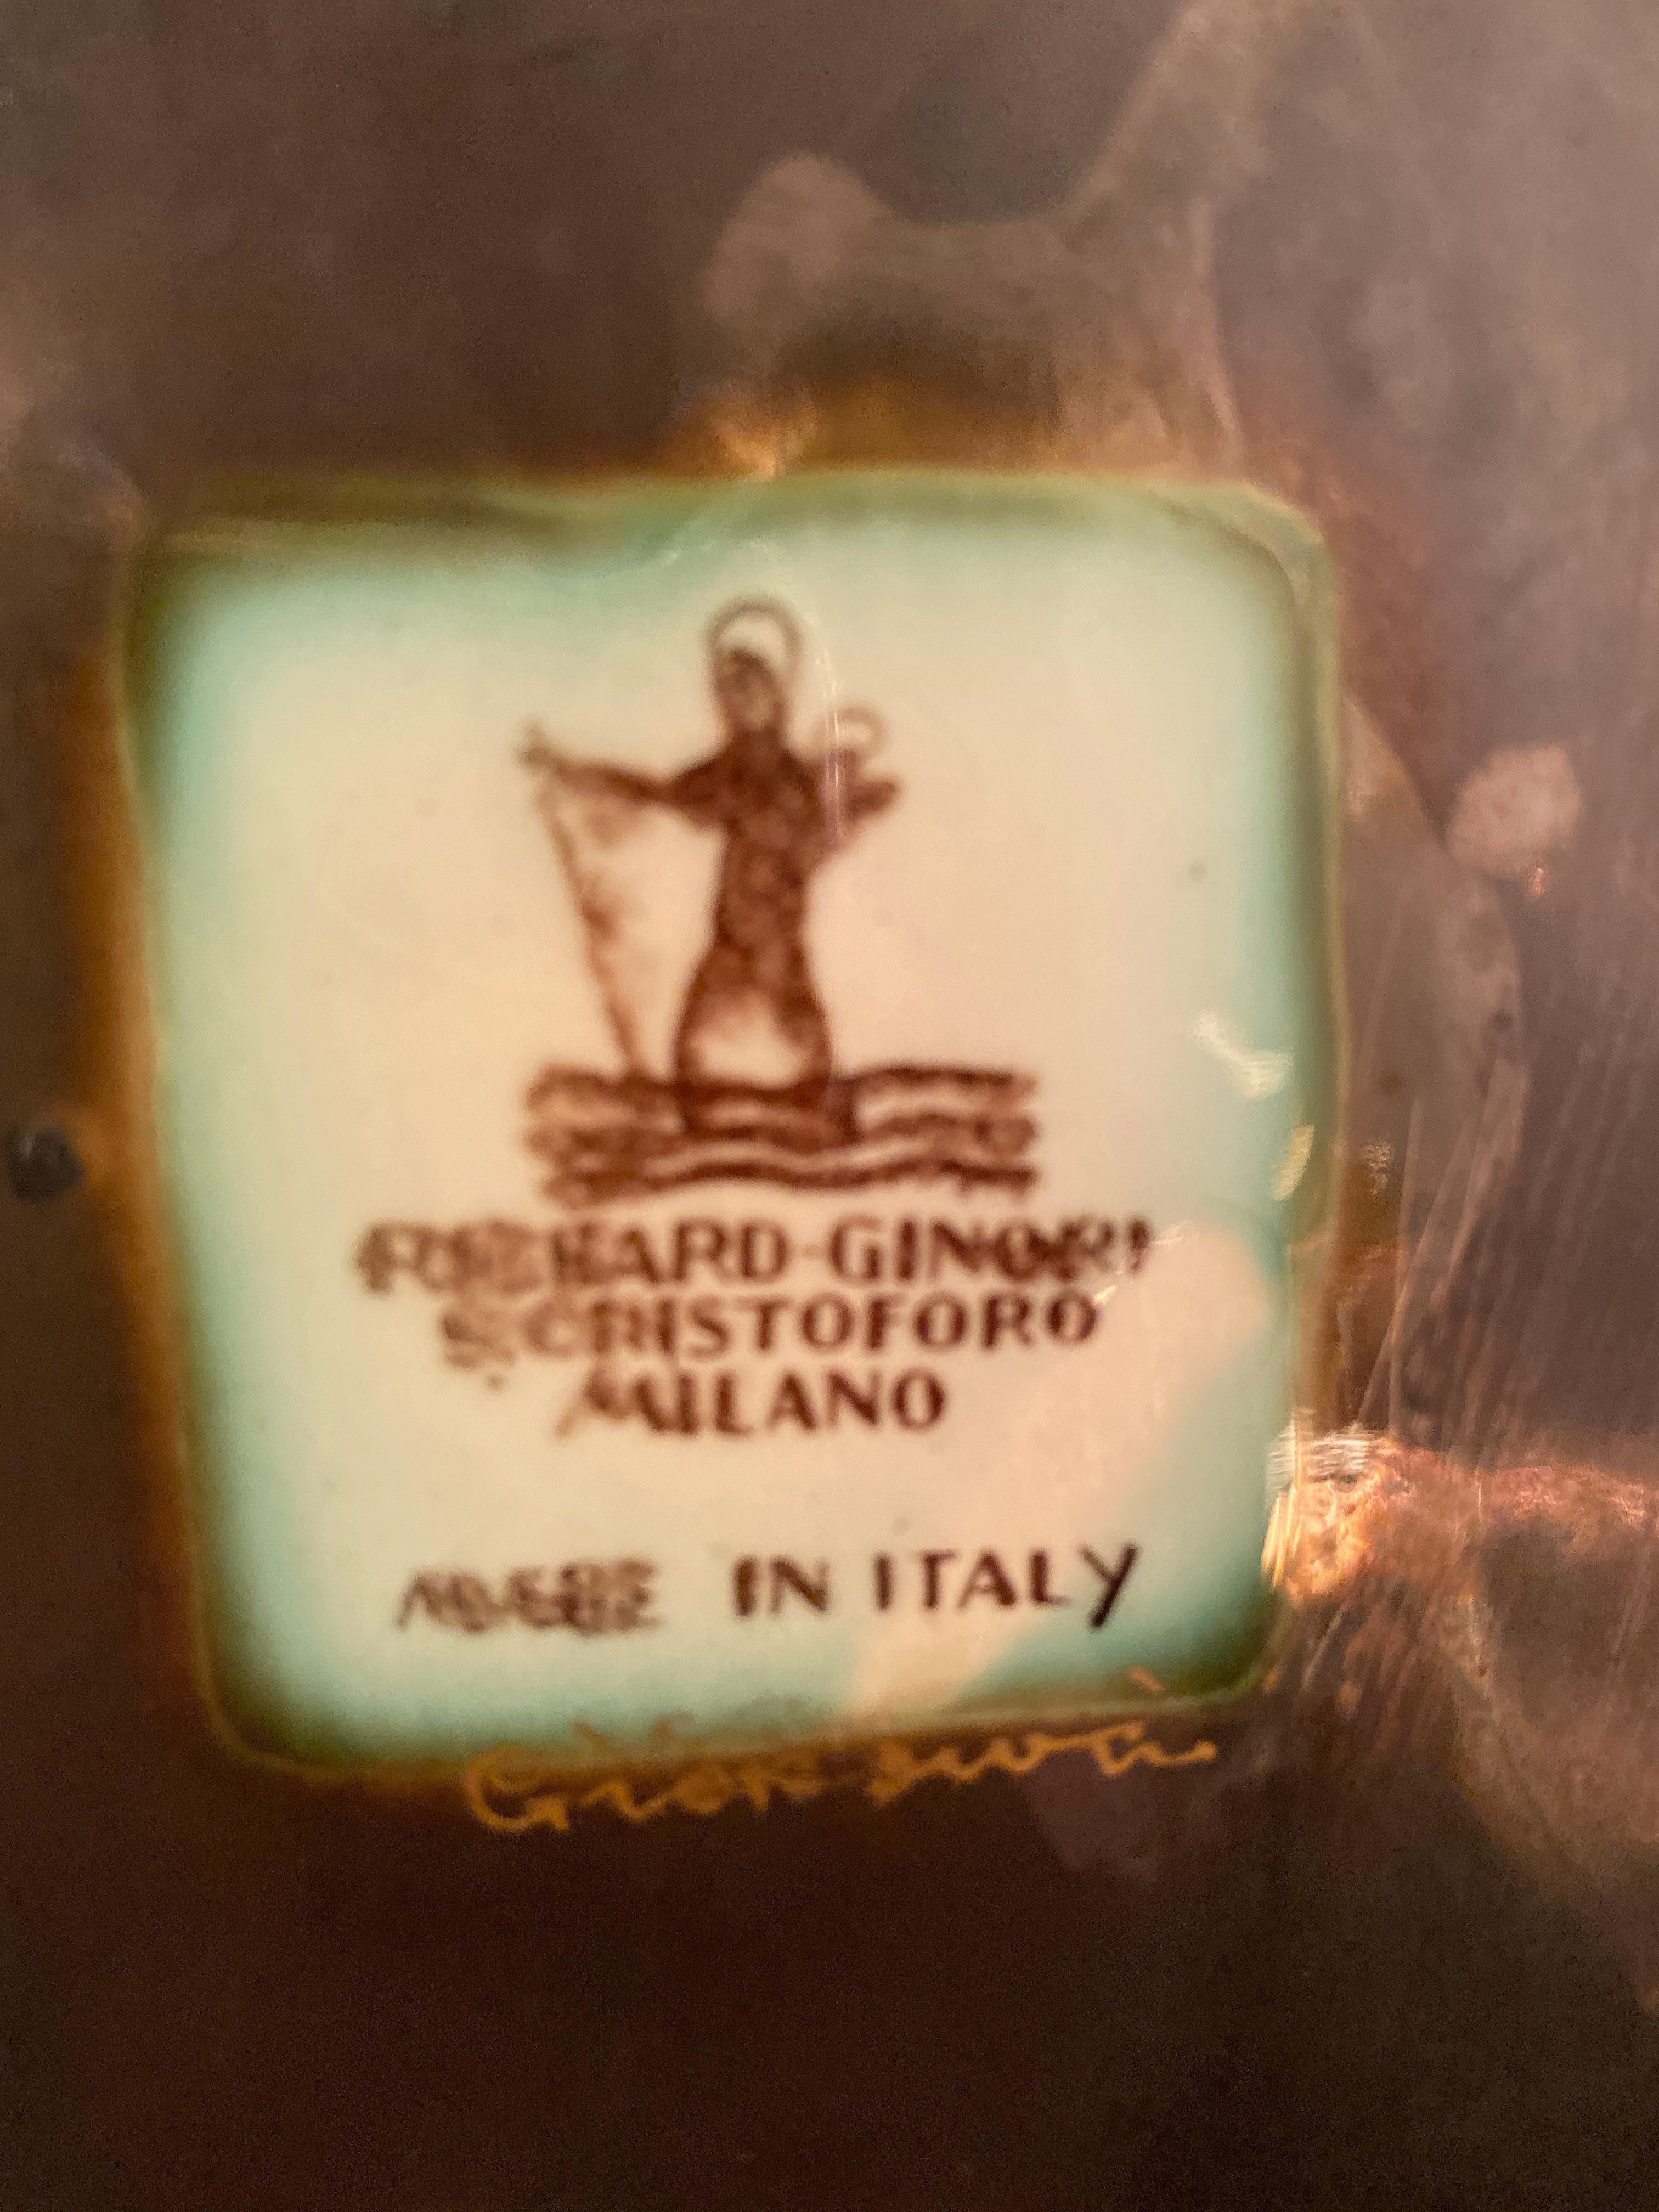 RICHARD-GINORI
S. CRISTOFORO
MILANO
MADE IN ITALY